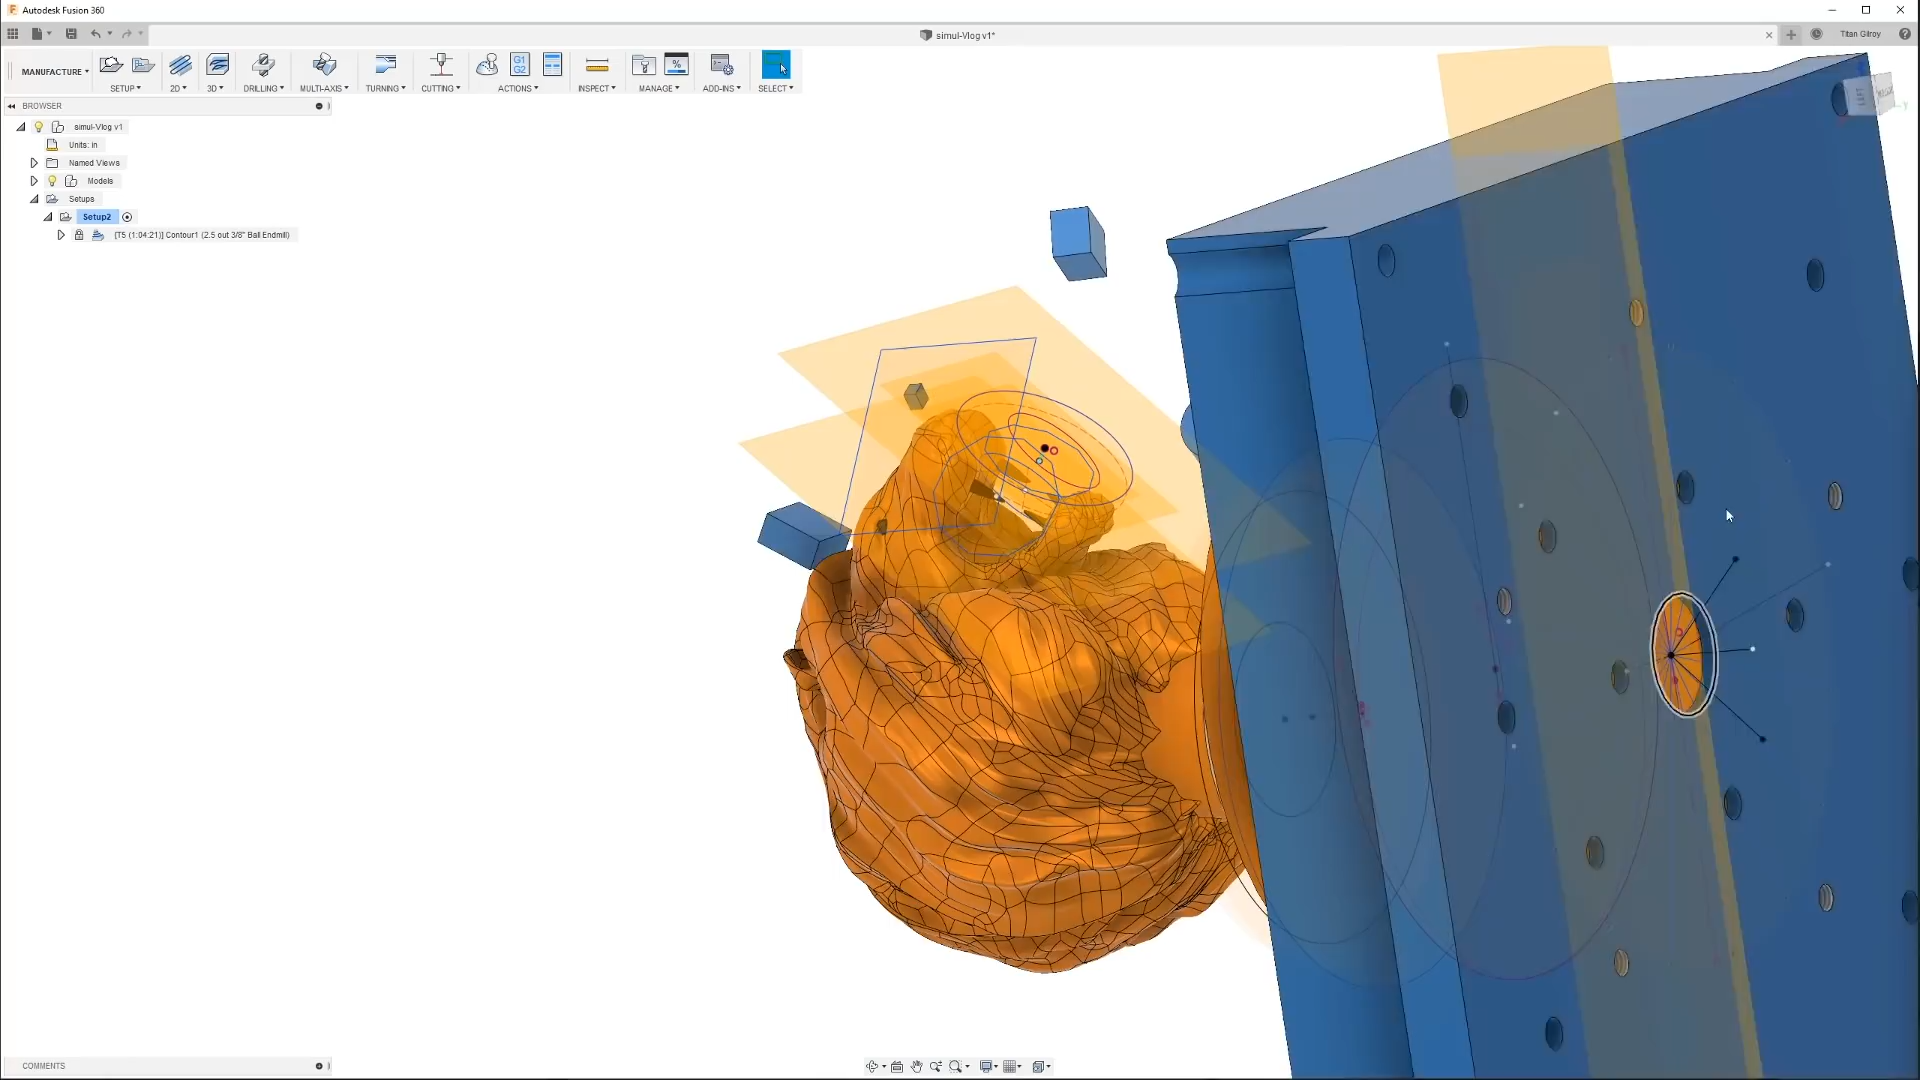 Autodesk Fusion 360
simul-Vlog v1*
Titan Gilroy
MANUFACTURE
G1
G2
%
SETUP
2D
3D
DRILLING
MULTI-AXIS
TURNING
CUTTING
ACTIONS
INSPECT
MANAGE
ADD-INS
SELECT
BROWSER
simul-Vlog v1
Units: in
Named Views
Models
Setups
Setup2
[T5 (1:04:21)] Contour1 (2.5 out 3/8" Ball Endmill)
COMMENTS